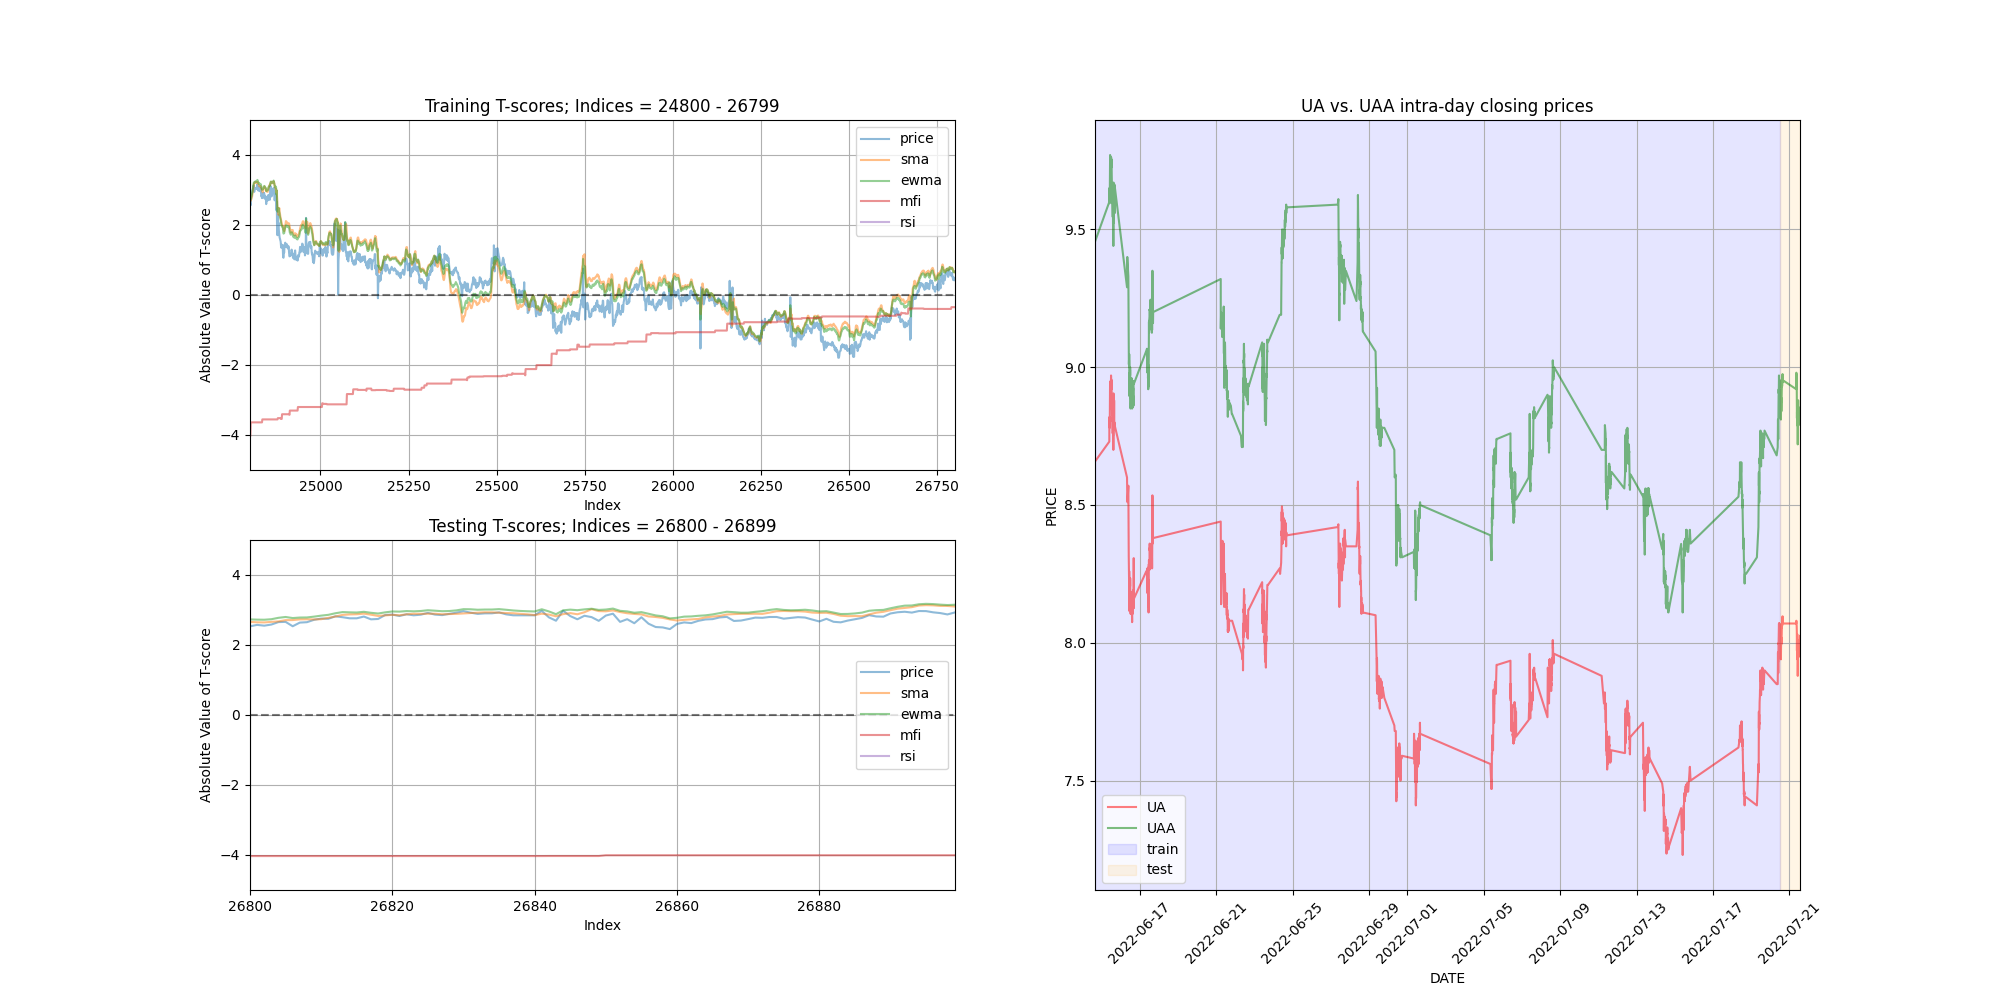 Training T-scores; Indices = 24800 - 26799
Absolute Value of T-score
4
2
0
−2
−4
price
sma
ewma
mfi
rsi
25000 25250 25500 25750 26000 26250 26500 26750
Index
Testing T-scores; Indices = 26800 - 26899
Absolute Value of T-score
4
2
0
−2
−4
price
sma
ewma
mfi
rsi
26800 26820 26840 26860 26880
Index
UA vs. UAA intra-day closing prices
PRICE
9.5
9.0
8.5
8.0
7.5
UA
UAA
train
test
2022-06-17 2022-06-21 2022-06-25 2022-06-29 2022-07-01 2022-07-05 2022-07-09 2022-07-13 2022-07-17 2022-07-21
DATE